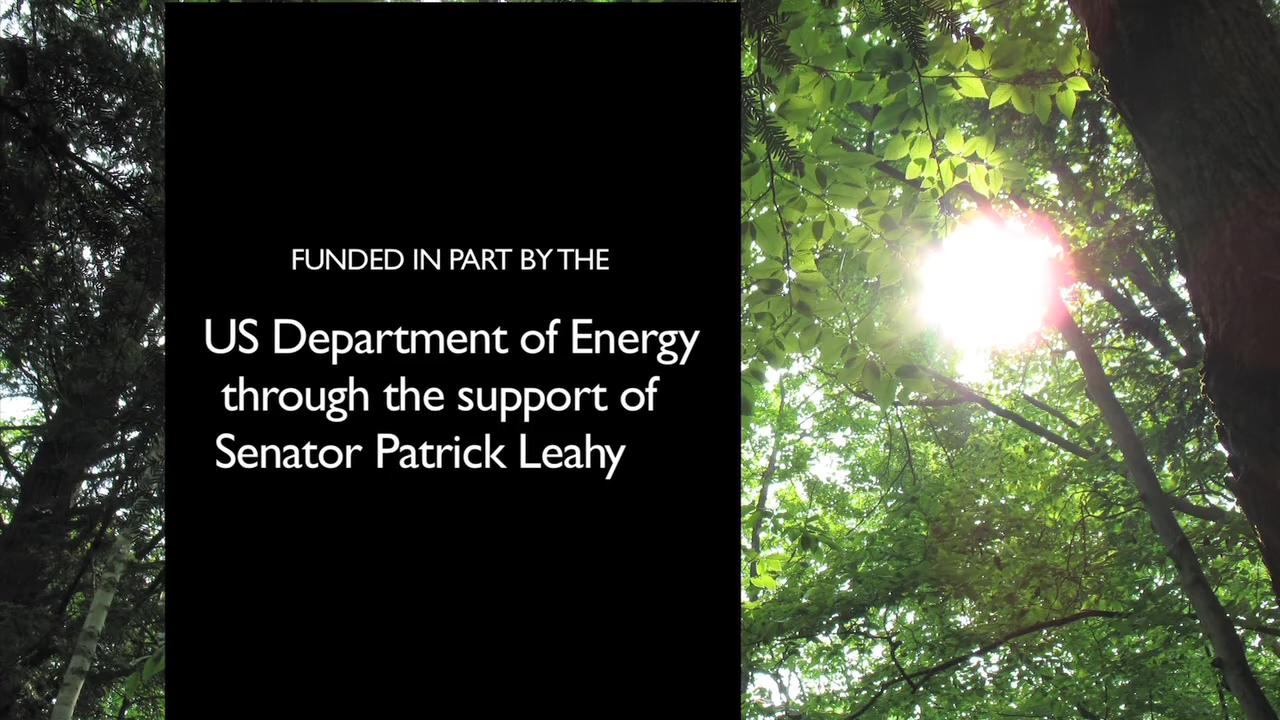 FUNDED IN PART BY THE
US Department of Energy
through the support of
Senator Patrick Leahy